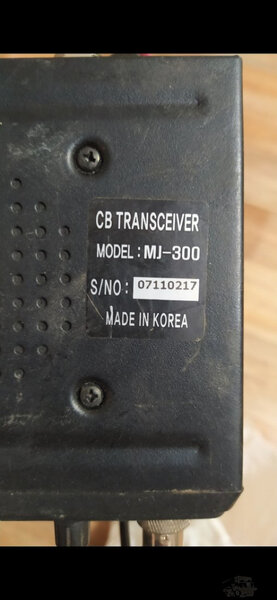 CB TRANSCEIVER
MODEL : MJ-300
S/NO : 07110217
MADE IN KOREA